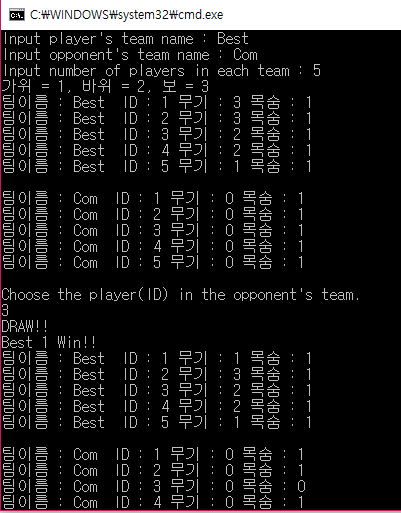 C:₩WINDOWS₩system32₩cmd.exe
Input player's team name : Best
Input opponent's team name : Com
Input number of players in each team : 5
가위 = 1, 바위 = 2, 보 = 3
팀이름 : Best  ID : 1 무기 : 3 목숨 : 1
팀이름 : Best  ID : 2 무기 : 3 목숨 : 1
팀이름 : Best  ID : 3 무기 : 2 목숨 : 1
팀이름 : Best  ID : 4 무기 : 2 목숨 : 1
팀이름 : Best  ID : 5 무기 : 1 목숨 : 1
팀이름 : Com  ID : 1 무기 : 0 목숨 : 1
팀이름 : Com  ID : 2 무기 : 0 목숨 : 1
팀이름 : Com  ID : 3 무기 : 0 목숨 : 1
팀이름 : Com  ID : 4 무기 : 0 목숨 : 1
팀이름 : Com  ID : 5 무기 : 0 목숨 : 1
Choose the player(ID) in the opponent's team.
3
DRAW!!
Best 1 Win!!
팀이름 : Best  ID : 1 무기 : 1 목숨 : 1
팀이름 : Best  ID : 2 무기 : 3 목숨 : 1
팀이름 : Best  ID : 3 무기 : 2 목숨 : 1
팀이름 : Best  ID : 4 무기 : 2 목숨 : 1
팀이름 : Best  ID : 5 무기 : 1 목숨 : 1
팀이름 : Com  ID : 1 무기 : 0 목숨 : 1
팀이름 : Com  ID : 2 무기 : 0 목숨 : 1
팀이름 : Com  ID : 3 무기 : 0 목숨 : 0
팀이름 : Com  ID : 4 무기 : 0 목숨 : 1